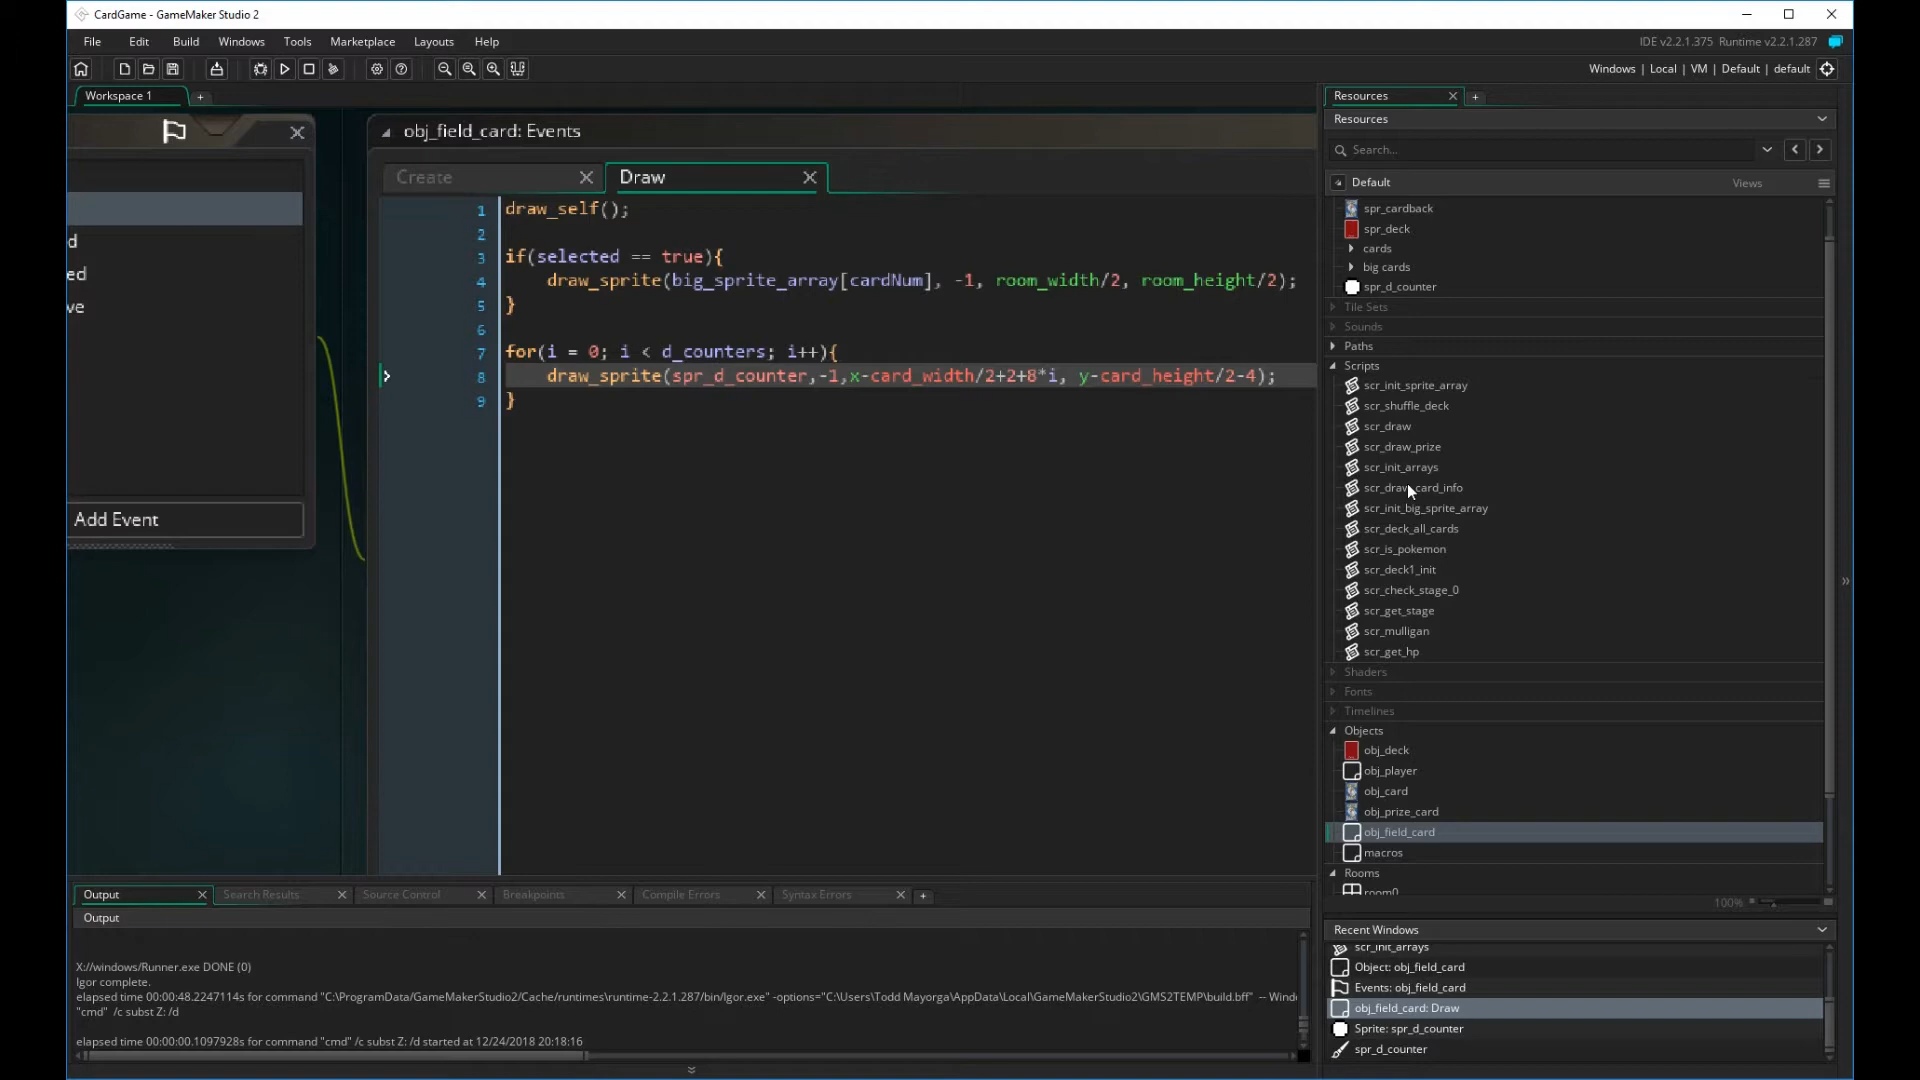 CardGame - GameMaker Studio 2
File Edit Build Windows Tools Marketplace Layouts Help
IDE v2.2.1.375 Runtime v2.2.1.287
Windows | Local | VM | Default | default
Workspace 1
obj_field_card: Events
Create
Draw
d
ed
ve
Add Event
1 draw_self();
2
3 if(selected == true){
4 draw_sprite(big_sprite_array[cardNum], -1, room_width/2, room_height/2);
5 }
6
7 for(i = 0; i < d_counters; i++){
8 draw_sprite(spr_d_counter,-1,x-card_width/2+2+8*i, y-card_height/2-4);
9 }
Resources
Resources
Search...
Default
Views
spr_cardback
spr_deck
cards
big cards
spr_d_counter
Tile Sets
Sounds
Paths
Scripts
scr_init_sprite_array
scr_shuffle_deck
scr_draw
scr_draw_prize
scr_init_arrays
scr_draw_card_info
scr_init_big_sprite_array
scr_deck_all_cards
scr_is_pokemon
scr_deck1_init
scr_check_stage_0
scr_get_stage
scr_mulligan
scr_get_hp
Shaders
Fonts
Timelines
Objects
obj_deck
obj_player
obj_card
obj_prize_card
obj_field_card
macros
Rooms
room0
100%
Recent Windows
scr_init_arrays
Object: obj_field_card
Events: obj_field_card
obj_field_card: Draw
Sprite: spr_d_counter
spr_d_counter
Output Search Results Source Control Breakpoints Compile Errors Syntax Errors
Output
X://windows/Runner.exe DONE (0)
Igor complete.
elapsed time 00:00:48.2247114s for command "C:\ProgramData/GameMakerStudio2/Cache/runtimes\runtime-2.2.1.287/bin/Igor.exe" -options="C:\Users\Todd Mayorga\AppData\Local\GameMakerStudio2\GMS2TEMP\build.bff" -- Windo
"cmd" /c subst Z: /d
elapsed time 00:00:00.1097928s for command "cmd" /c subst Z: /d started at 12/24/2018 20:18:16